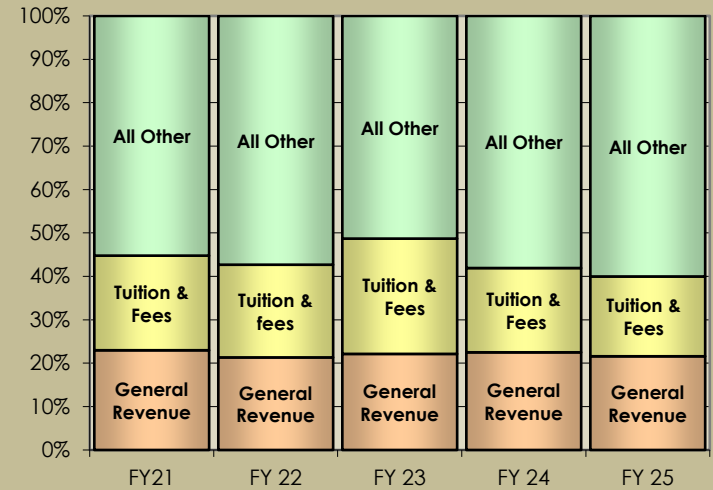 100%
90%
80%
70%
60%
50%
40%
30%
20%
10%
0%
All Other
All Other
All Other
All Other
All Other
Tuition &
Fees
Tuition &
fees
Tuition &
Fees
Tuition &
Fees
Tuition &
Fees
General
Revenue
General
Revenue
General
Revenue
General
Revenue
General
Revenue
FY21
FY 22
FY 23
FY 24
FY 25